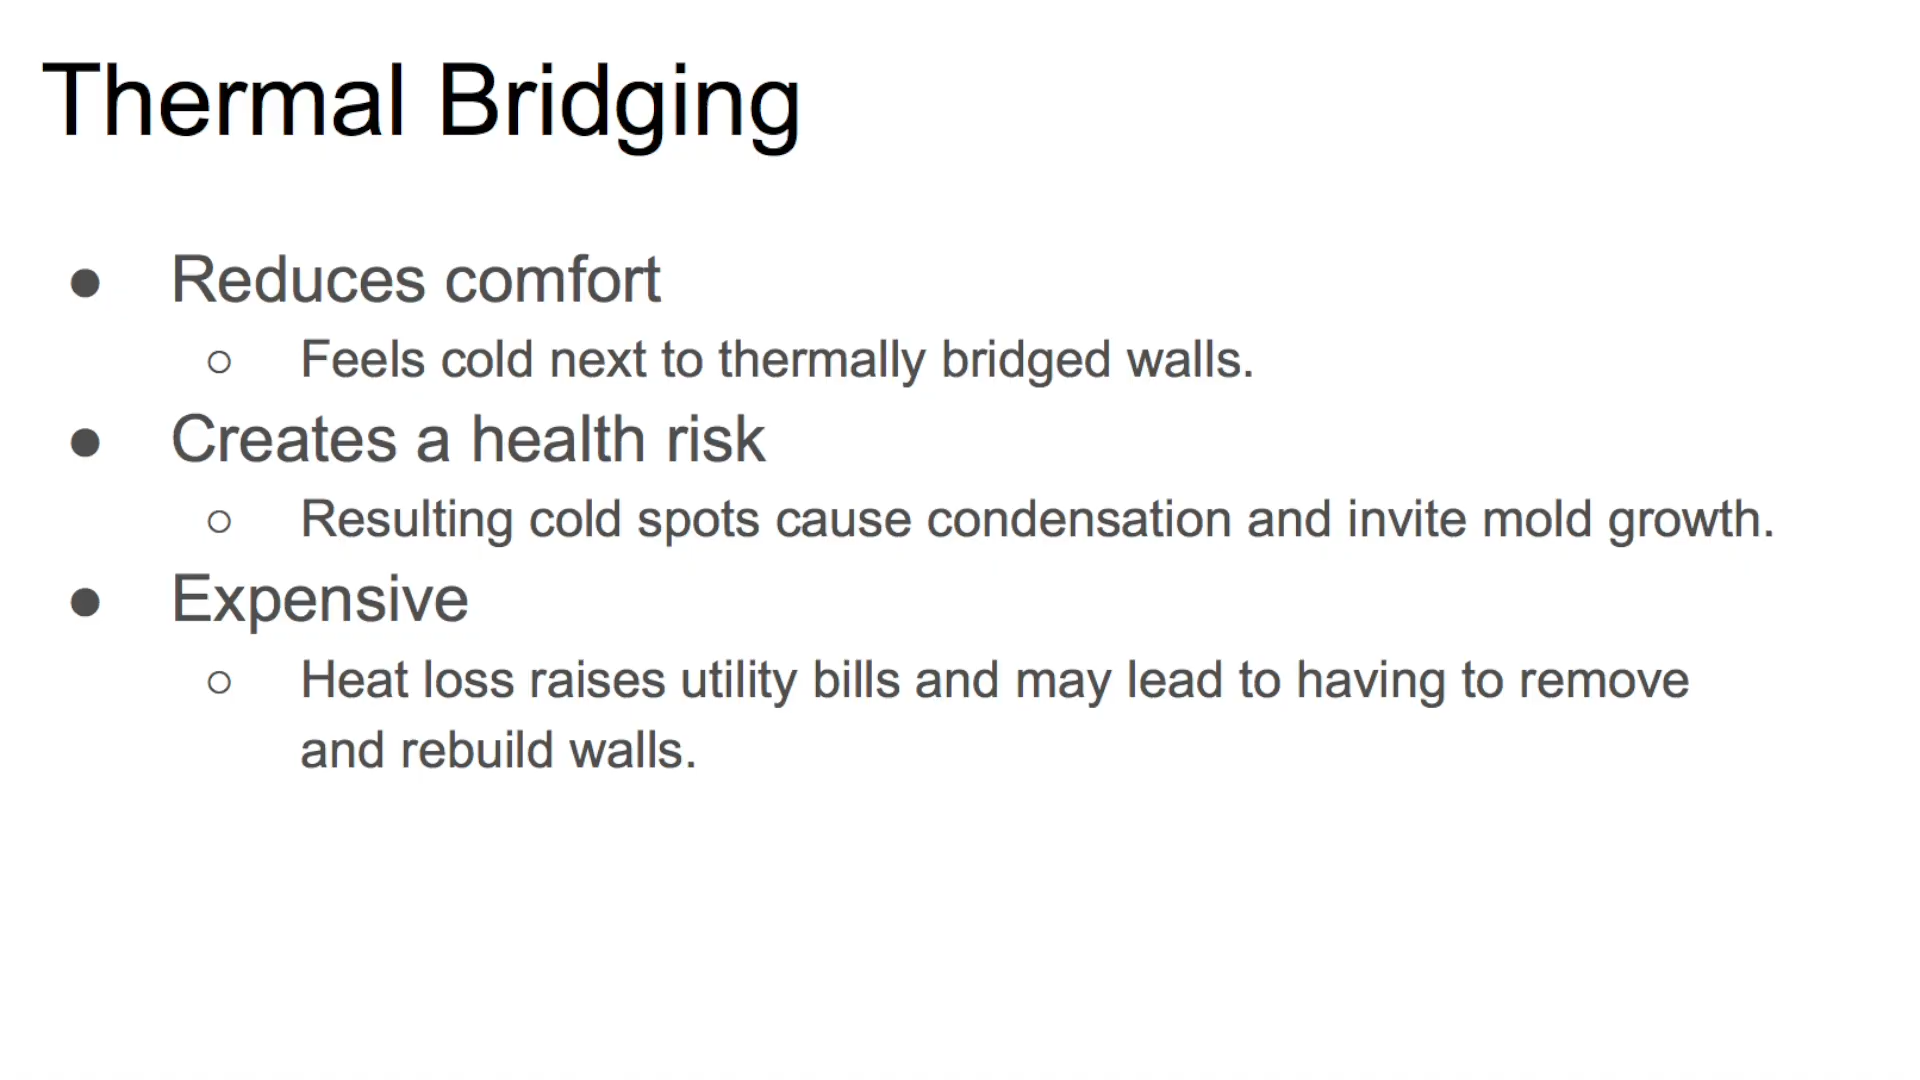 Thermal Bridging
● Reduces comfort
○ Feels cold next to thermally bridged walls.
● Creates a health risk
○ Resulting cold spots cause condensation and invite mold growth.
● Expensive
○ Heat loss raises utility bills and may lead to having to remove
and rebuild walls.